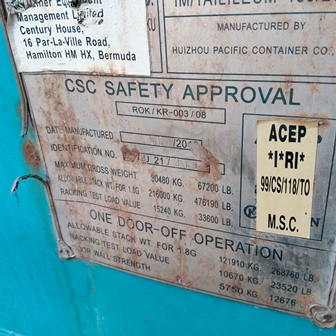 Management Limited
Century House,
16 Par-La-Ville Road,
Hamilton HM HX, Bermuda
MANUFACTURED BY
HUIZHOU PACIFIC CONTAINER CO.,
CSC SAFETY APPROVAL
ROK / KR-003 / 08
DATE MANUFACTURED
IDENTIFICATION NO.
MAXIMUM GROSS WEIGHT 30480 KG. 67200 LB.
ALLOWABLE STACK WT. FOR 1.8G 216000 KG. 476190 LB.
RACKING TEST LOAD VALUE 15240 KG. 33600 LB.
ACEP
*I*RI*
99/CS/118/TO
M.S.C.
ONE DOOR-OFF OPERATION
ALLOWABLE STACK WT. FOR 1.8G 121910 KG. 268760 LB.
RACKING TEST LOAD VALUE 10670 KG. 23520 LB.
WALL STRENGTH 5750 KG. 12676